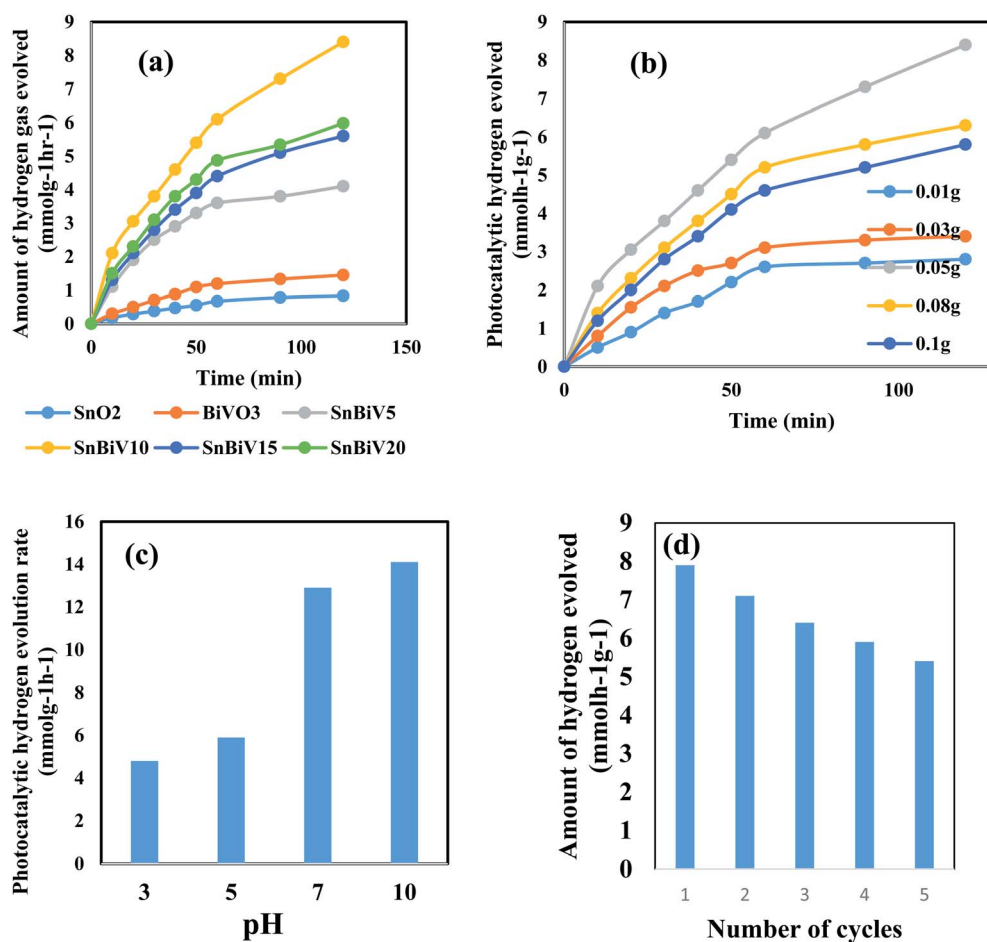 (a)
Amount of hydrogen gas evolved
(mmolg-1hr-1)
9
8
7
6
5
4
3
2
1
0
0
50
100
150
Time (min)
SnO2
BiVO3
SnBiV5
SnBiV10
SnBiV15
SnBiV20
(b)
Photocatalytic hydrogen evolved
(mmolh-1g-1)
9
8
7
6
5
4
3
2
1
0
0
50
100
Time (min)
0.01g
0.03g
0.05g
0.08g
0.1g
(c)
Photocatalytic hydrogen evolution rate
(mmolg-1h-1)
16
14
12
10
8
6
4
2
0
3
5
7
10
pH
(d)
Amount of hydrogen evolved
(mmolh-1g-1)
9
8
7
6
5
4
3
2
1
0
1
2
3
4
5
Number of cycles